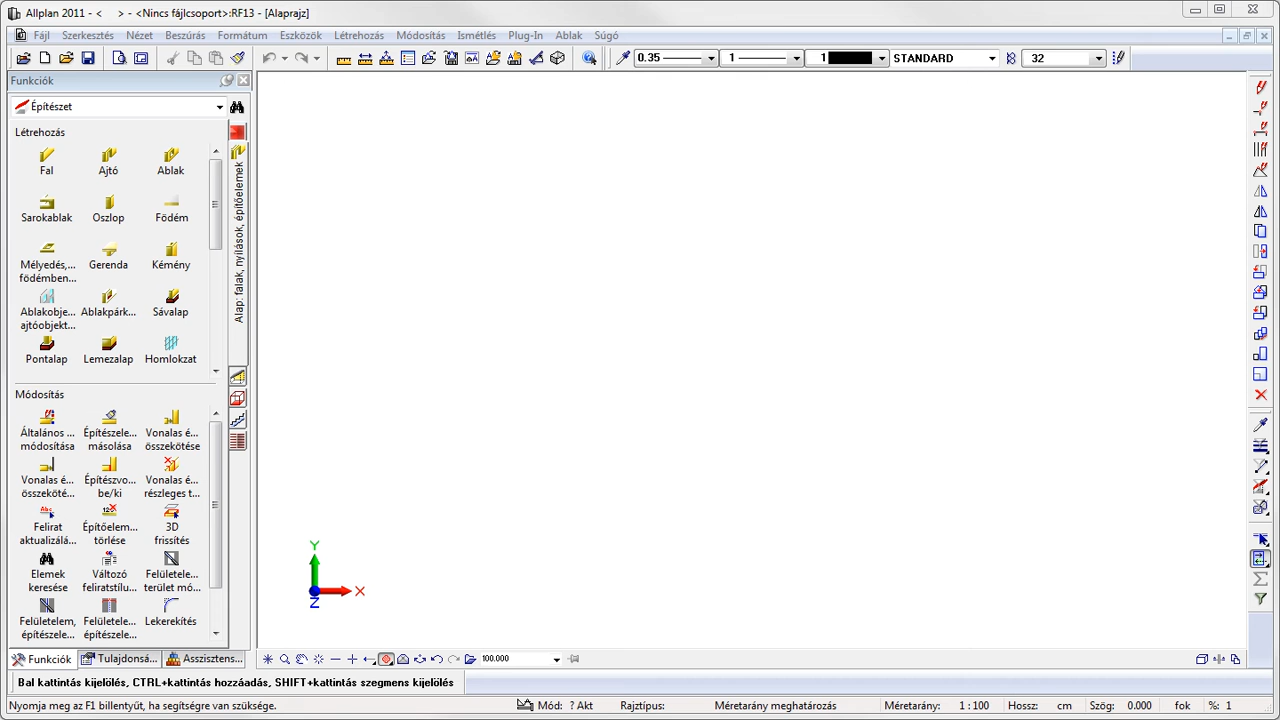 Allplan 2011 - <    > - <Nincs fájlcsoport>:RF13 - [Alaprajz]
Fájl Szerkesztés Nézet Beszúrás Formátum Eszközök Létrehozás Módosítás Ismétlés Plug-In Ablak Súgó
0.35 1 1 STANDARD 32
Funkciók
Építészet
Létrehozás
Fal Ajtó Ablak
Sarokablak Oszlop Födém
Mélyedés,... Gerenda Kémény
födémben...
Ablakobje... Ablakpárk... Sávalap
ajtóobjekt...
Pontalap Lemezalap Homlokzat
Alap: falak, nyílások, építőelemek
Módosítás
Általános ... Építészele... Vonalas é...
módosítása másolása összekötése
Vonalas é... Építészvo... Vonalas é...
összeköté... be/ki részleges t...
Felirat Építőelem... 3D
aktualizálá... törlése frissítés
Elemek Változó Felületele...
keresése feliratstílu... terület mó...
Felületelem, Felületele... Lekerekítés
építészele... építészele...
Y
X
Z
Funkciók Tulajdonsá... Asszisztens...
100.000
Bal kattintás kijelölés, CTRL+kattintás hozzáadás, SHIFT+kattintás szegmens kijelölés
Nyomja meg az F1 billentyűt, ha segítségre van szüksége. Mód: ? Akt Rajztípus: Méretarány meghatározás Méretarány: 1 : 100 Hossz: cm Szög: 0.000 fok %: 1